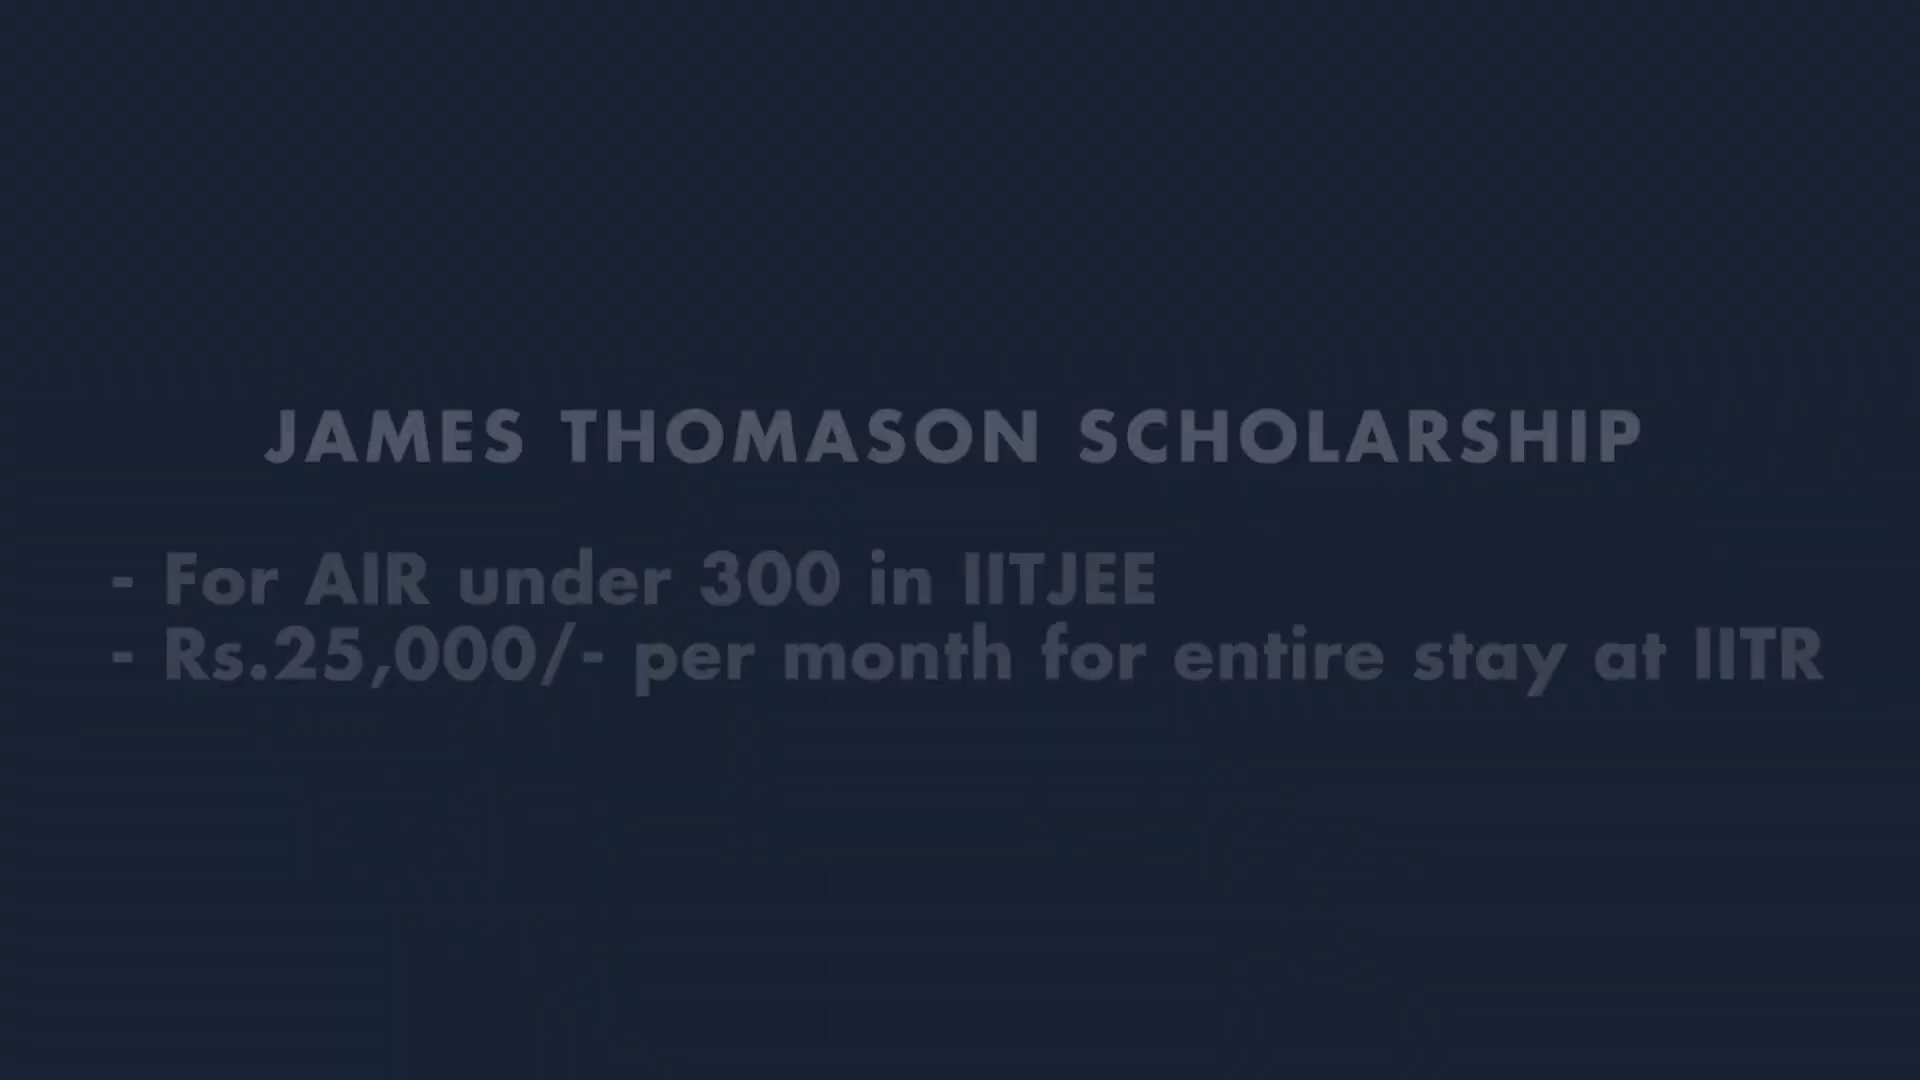 JAMES THOMASON SCHOLARSHIP
- For AIR under 300 in IITJEE
- Rs.25,000/- per month for entire stay at IITR